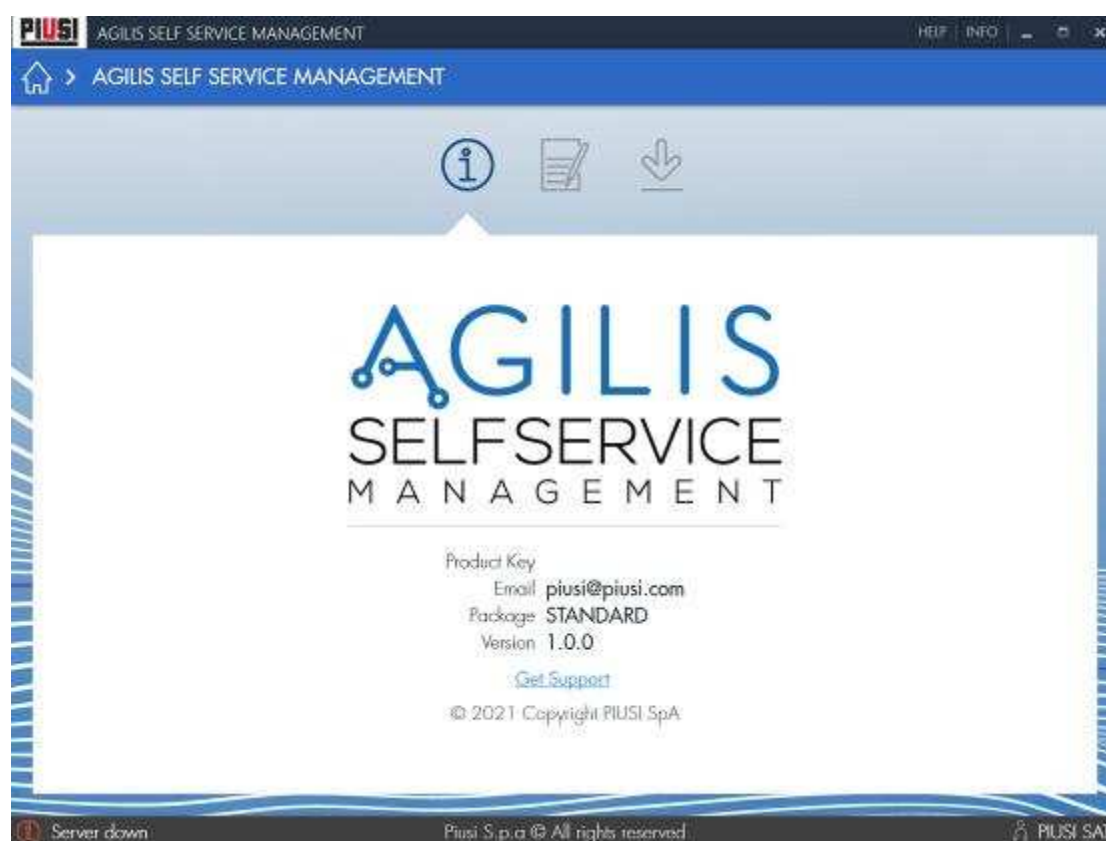 PIUSI AGILIS SELF SERVICE MANAGEMENT HELP INFO
AGILIS SELF SERVICE MANAGEMENT
AGILIS
SELFSERVICE
MANAGEMENT
Product Key
Email piusi@piusi.com
Package STANDARD
Version 1.0.0
Get Support
© 2021 Copyright PIUSI SpA
Server down Piusi S.p.a © All rights reserved PIUSI SAT